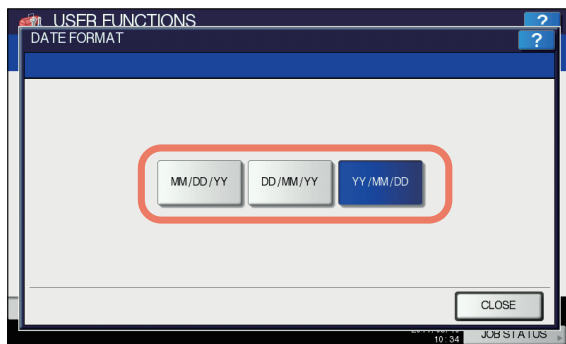 USER FUNCTIONS
?
DATE FORMAT
?
MM/DD/YY
DD/MM/YY
YY/MM/DD
CLOSE
10:34
JOB STATUS